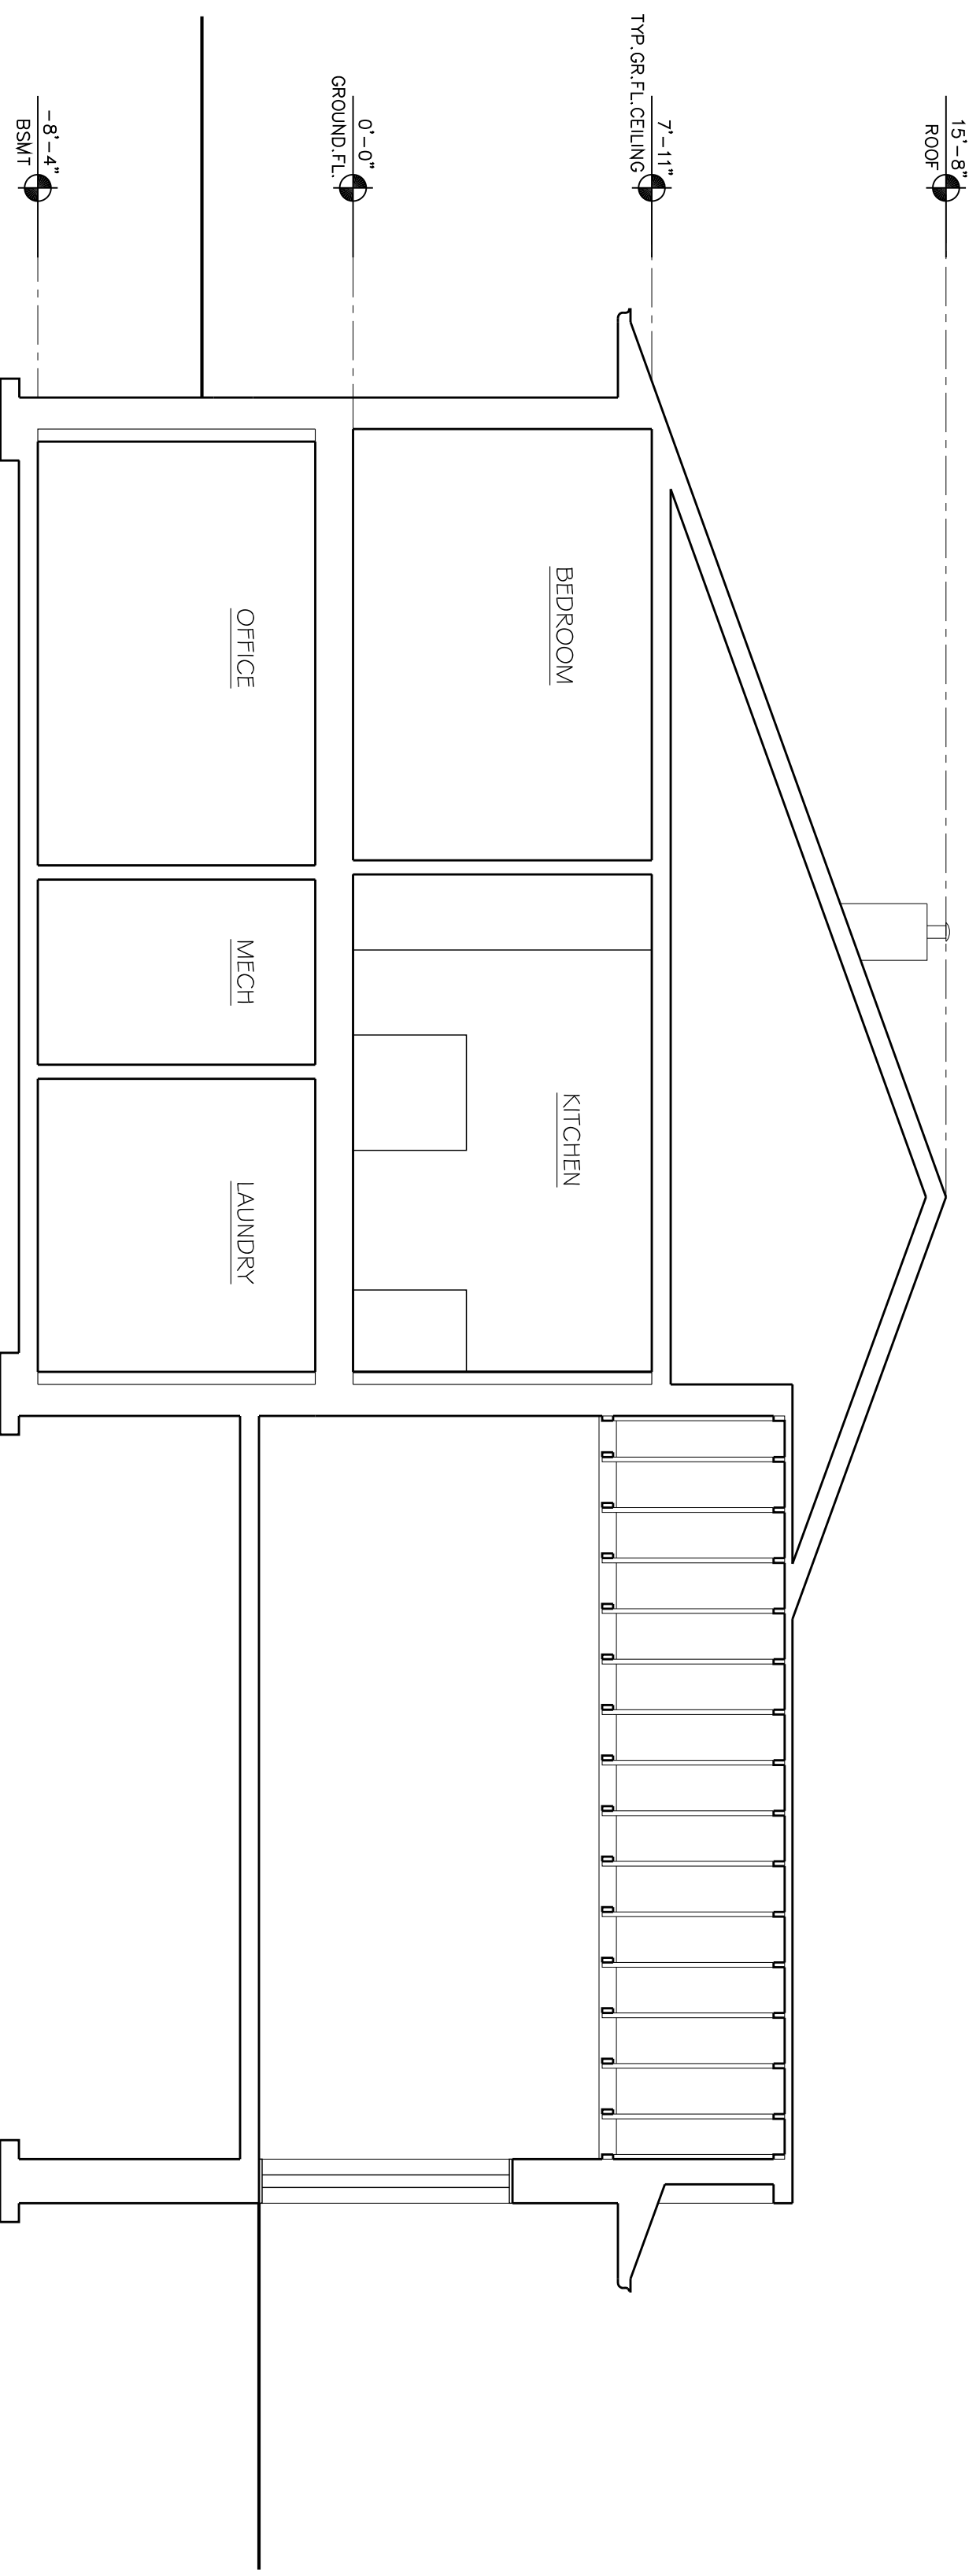 15'-8"
ROOF
7'-11"
TYP.GR.FL.CEILING
0'-0"
GROUND.FL.
-8'-4"
BSMT
BEDROOM
KITCHEN
OFFICE
MECH
LAUNDRY